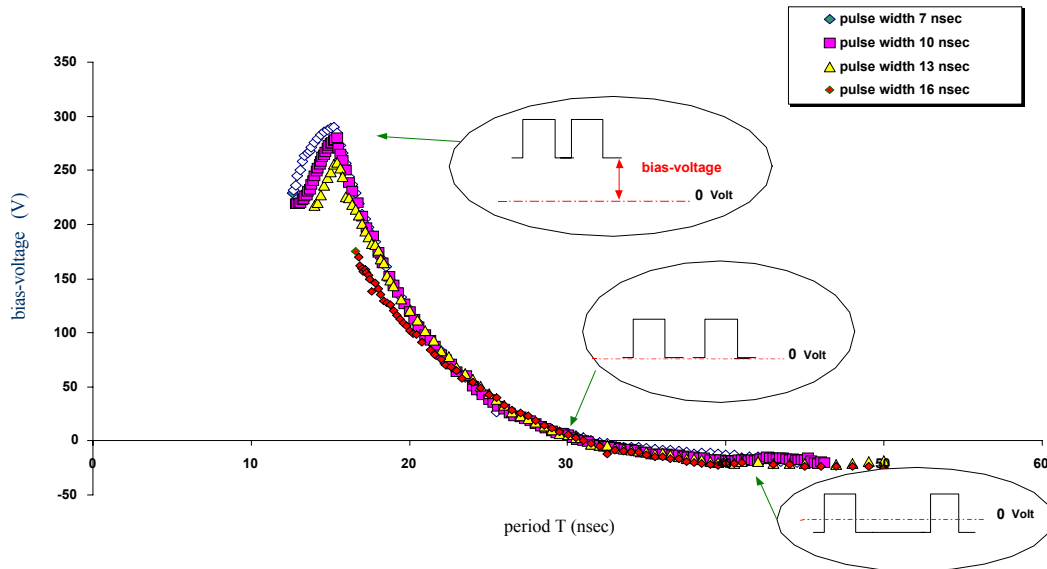 pulse width 7 nsec
pulse width 10 nsec
pulse width 13 nsec
pulse width 16 nsec
350
300
250
200
150
100
50
0
-50
bias-voltage (V)
0
10
20
30
40
50
60
period T (nsec)
bias-voltage
0 Volt
0 Volt
0 Volt